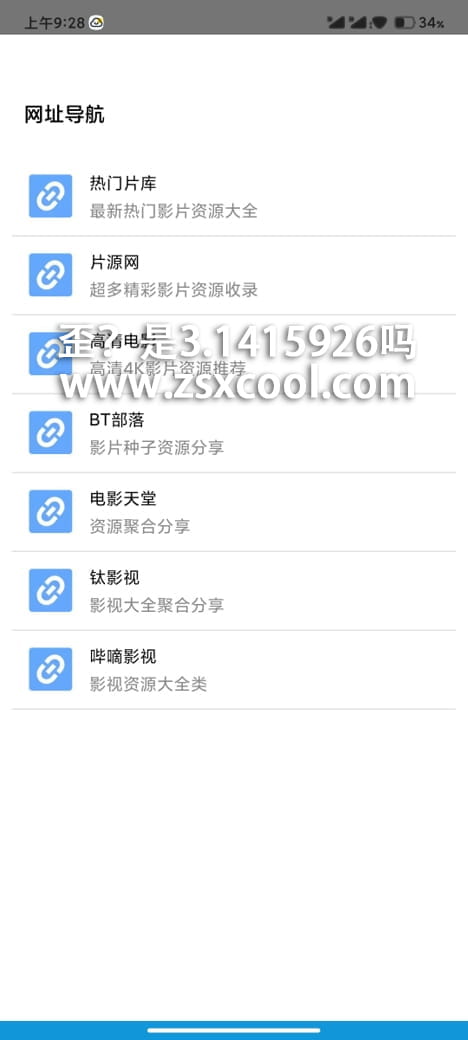 上午9:28
34%
网址导航
热门片库
最新热门影片资源大全
片源网
超多精彩影片资源收录
高清电影
歪？是3.1415926吗
高清4K影片资源推荐
www.zsxcool.com
BT部落
影片种子资源分享
电影天堂
资源聚合分享
钛影视
影视大全聚合分享
哔嘀影视
影视资源大全类